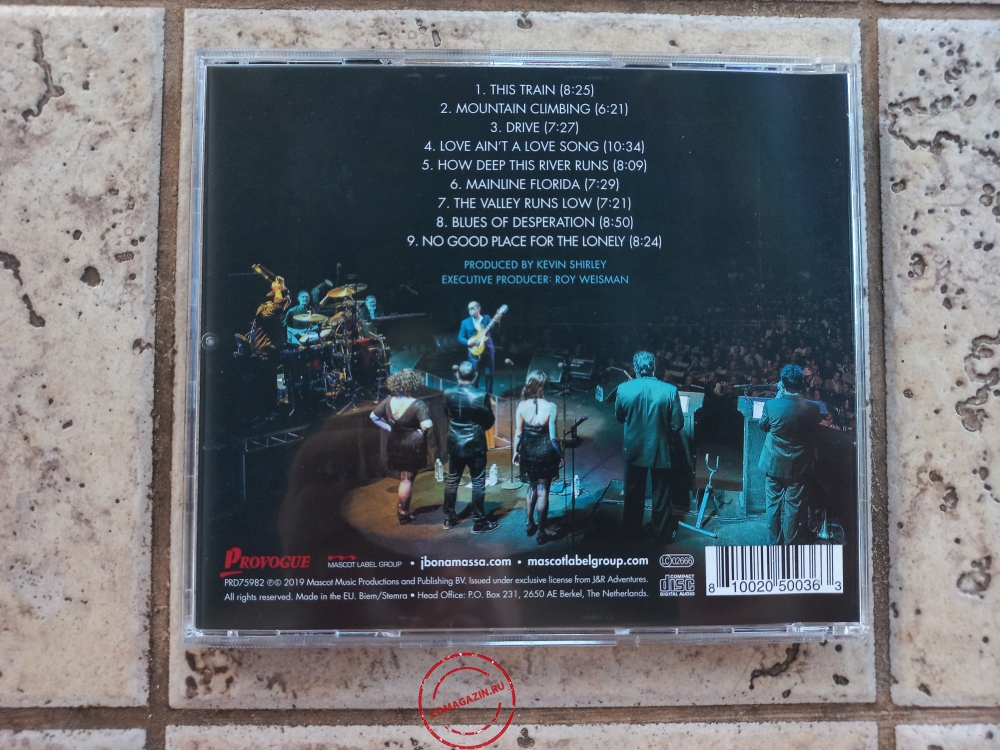 1. THIS TRAIN (8:25)
2. MOUNTAIN CLIMBING (6:21)
3. DRIVE (7:27)
4. LOVE AIN'T A LOVE SONG (10:34)
5. HOW DEEP THIS RIVER RUNS (8:09)
6. MAINLINE FLORIDA (7:29)
7. THE VALLEY RUNS LOW (7:21)
8. BLUES OF DESPERATION (8:50)
9. NO GOOD PLACE FOR THE LONELY (8:24)
PRODUCED BY KEVIN SHIRLEY
EXECUTIVE PRODUCER: ROY WEISMAN
PROVOGUE MASCOT LABEL GROUP • jbonamassa.com • mascotlabelgroup.com LC 02666
PRD75982 ℗© 2019 Mascot Music Productions and Publishing BV. Issued under exclusive license from J&R Adventures.
All rights reserved. Made in the EU. Biem/Stemra • Head Office: P.O. Box 231, 2650 AE Berkel, The Netherlands.
COMPACT
disc
DIGITAL AUDIO
8 10020 50036 3
CDMAGAZIN.RU